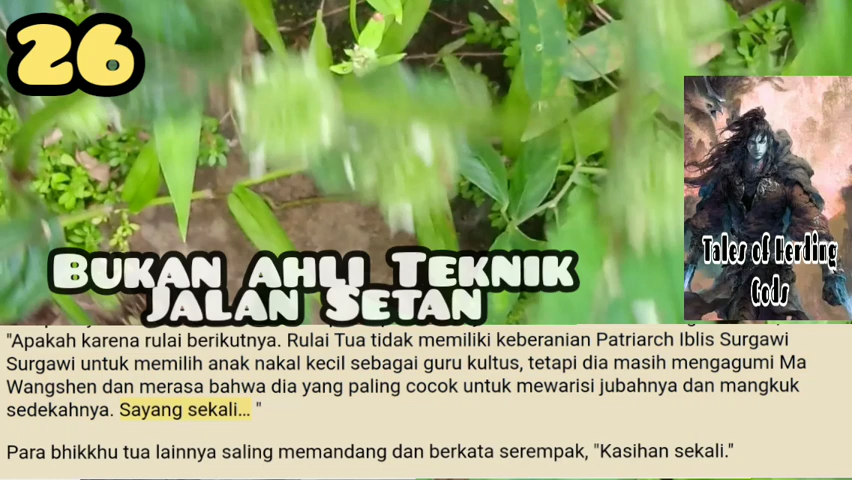 26
Tales of Herding
Gods
BUKAN AHLI TEKNIK
JALAN SETAN
"Apakah karena rulai berikutnya. Rulai Tua tidak memiliki keberanian Patriarch Iblis Surgawi
Surgawi untuk memilih anak nakal kecil sebagai guru kultus, tetapi dia masih mengagumi Ma
Wangshen dan merasa bahwa dia yang paling cocok untuk mewarisi jubahnya dan mangkuk
sedekahnya. Sayang sekali... "
Para bhikkhu tua lainnya saling memandang dan berkata serempak, "Kasihan sekali."